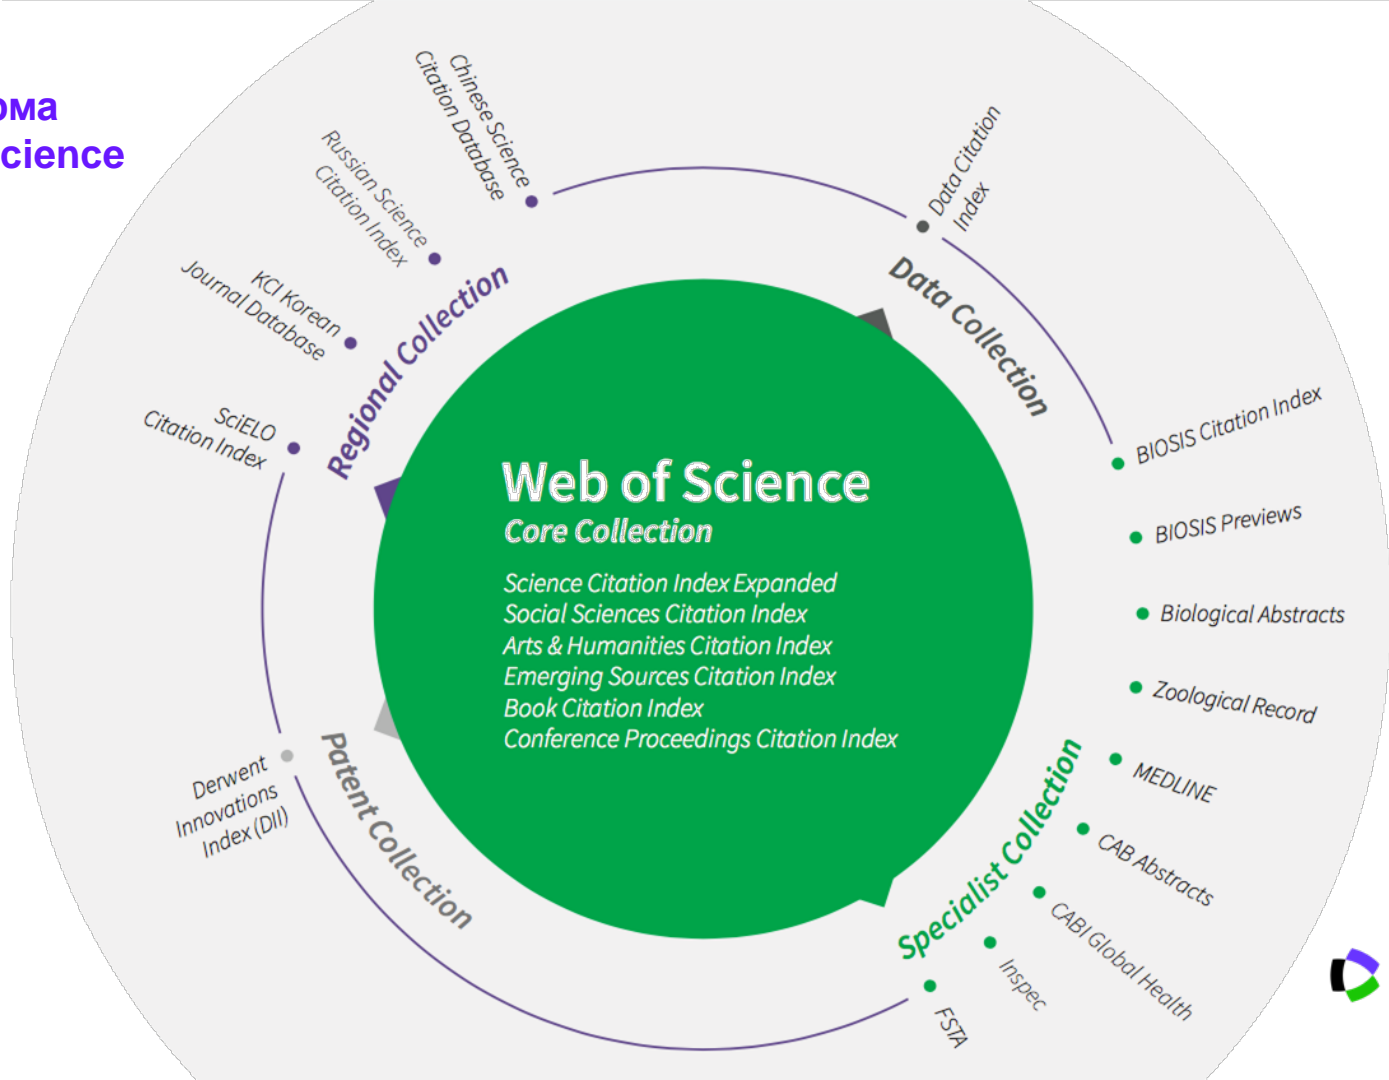 ома
cience
Chinese Science
Citation Database
Russian Science
Citation Index
KCI Korean
Journal Database
SciELO
Citation Index
Regional Collection
Data Citation
Index
Data Collection
Web of Science
Core Collection
Science Citation Index Expanded
Social Sciences Citation Index
Arts & Humanities Citation Index
Emerging Sources Citation Index
Book Citation Index
Conference Proceedings Citation Index
BIOSIS Citation Index
BIOSIS Previews
Biological Abstracts
Zoological Record
MEDLINE
CAB Abstracts
CABI Global Health
Inspec
FSTA
Specialist Collection
Patent Collection
Derwent
Innovations
Index (DII)